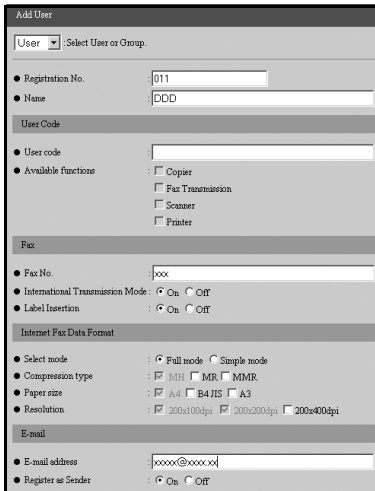 Add User
User :Select User or Group.
Registration No. :011
Name :DDD
User Code
User code :
Available functions : Copier
Fax Transmission
Scanner
Printer
Fax
Fax No. :xxx
International Transmission Mode : On Off
Label Insertion : On Off
Internet Fax Data Format
Select mode : Full mode Simple mode
Compression type : MH MR MMR
Paper size : A4 B4 JIS A3
Resolution : 200x100dpi 200x200dpi 200x400dpi
E-mail
E-mail address :xxxxx@xxxx.xx
Register as Sender : On Off